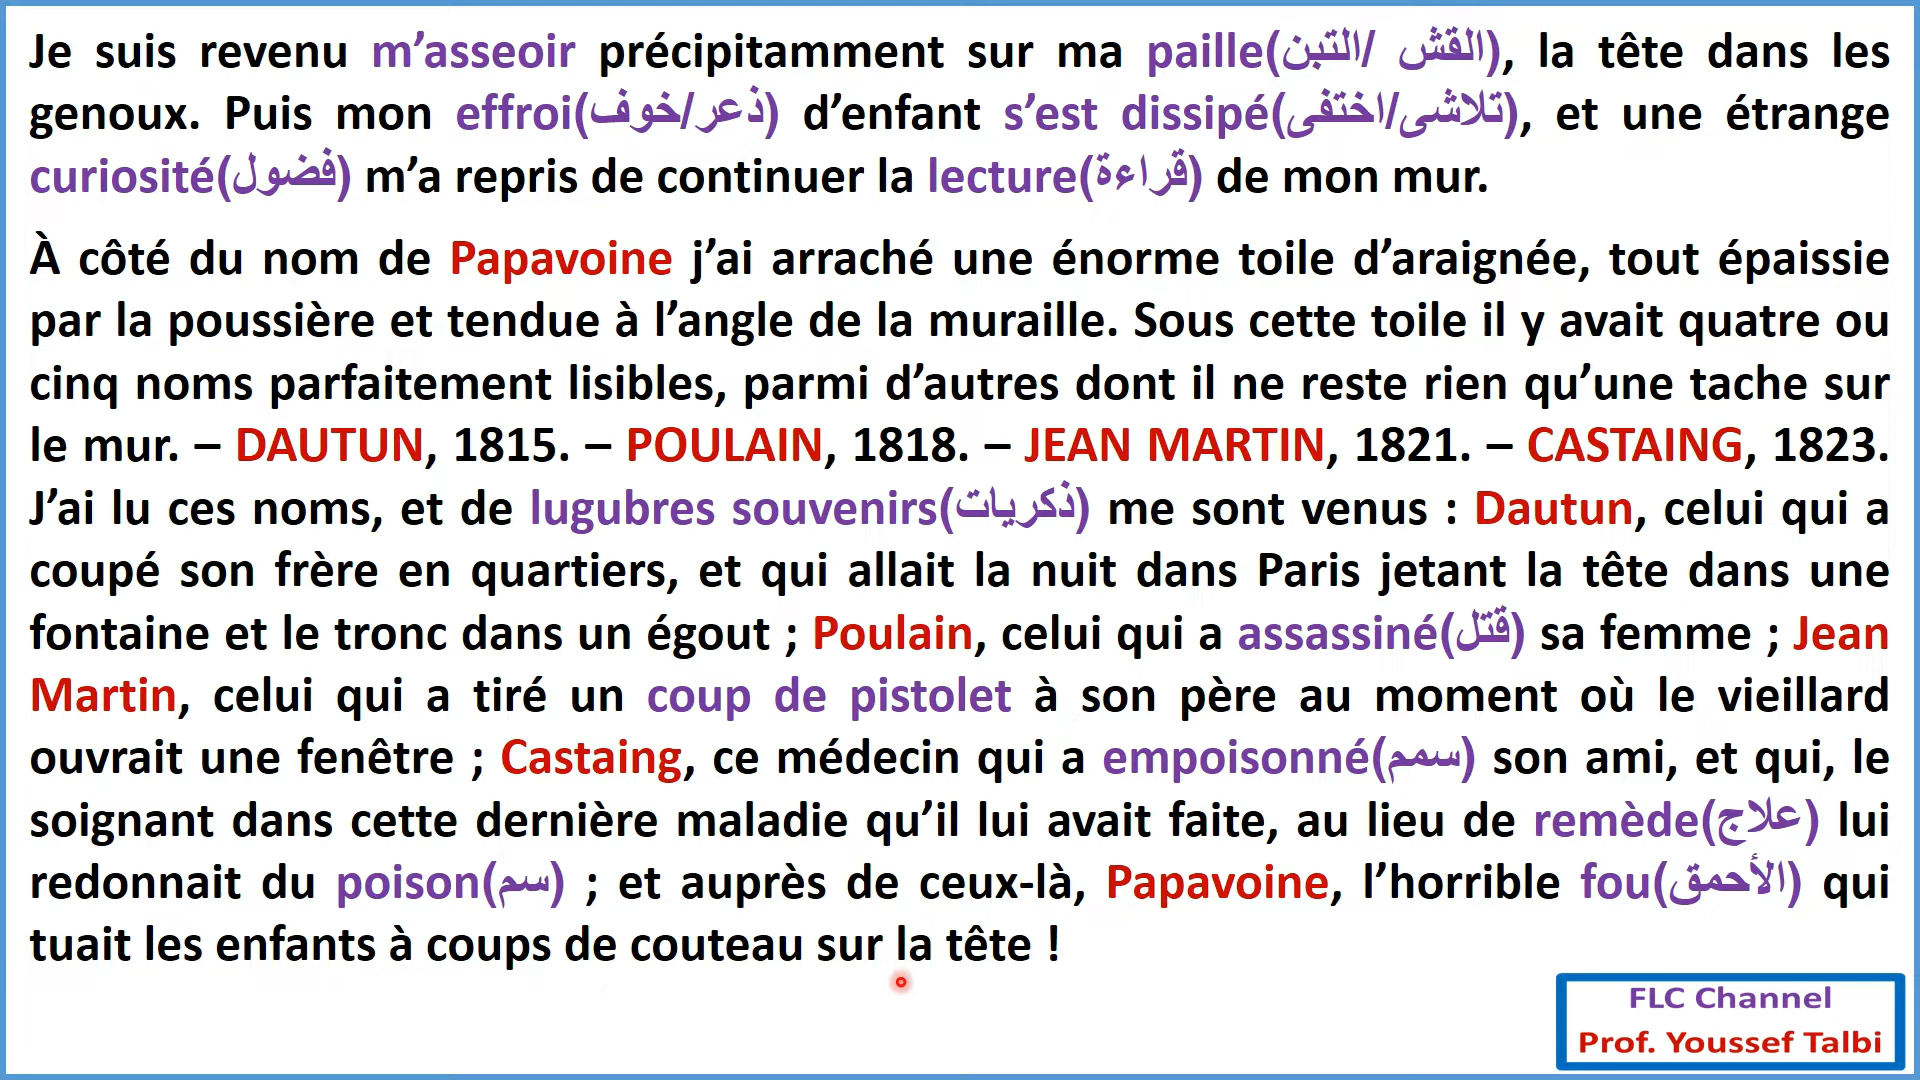 Je suis revenu m’asseoir précipitamment sur ma paille(القش /التبن), la tête dans les
genoux. Puis mon effroi(ذعر/خوف) d’enfant s’est dissipé(تلاشى/اختفى), et une étrange
curiosité(فضول) m’a repris de continuer la lecture(قراءة) de mon mur.
À côté du nom de Papavoine j’ai arraché une énorme toile d’araignée, tout épaissie
par la poussière et tendue à l’angle de la muraille. Sous cette toile il y avait quatre ou
cinq noms parfaitement lisibles, parmi d’autres dont il ne reste rien qu’une tache sur
le mur. – DAUTUN, 1815. – POULAIN, 1818. – JEAN MARTIN, 1821. – CASTAING, 1823.
J’ai lu ces noms, et de lugubres souvenirs(ذكريات) me sont venus : Dautun, celui qui a
coupé son frère en quartiers, et qui allait la nuit dans Paris jetant la tête dans une
fontaine et le tronc dans un égout ; Poulain, celui qui a assassiné(قتل) sa femme ; Jean
Martin, celui qui a tiré un coup de pistolet à son père au moment où le vieillard
ouvrait une fenêtre ; Castaing, ce médecin qui a empoisonné(سمم) son ami, et qui, le
soignant dans cette dernière maladie qu’il lui avait faite, au lieu de remède(علاج) lui
redonnait du poison(سم) ; et auprès de ceux-là, Papavoine, l’horrible fou(الأحمق) qui
tuait les enfants à coups de couteau sur la tête !
FLC Channel
Prof. Youssef Talbi